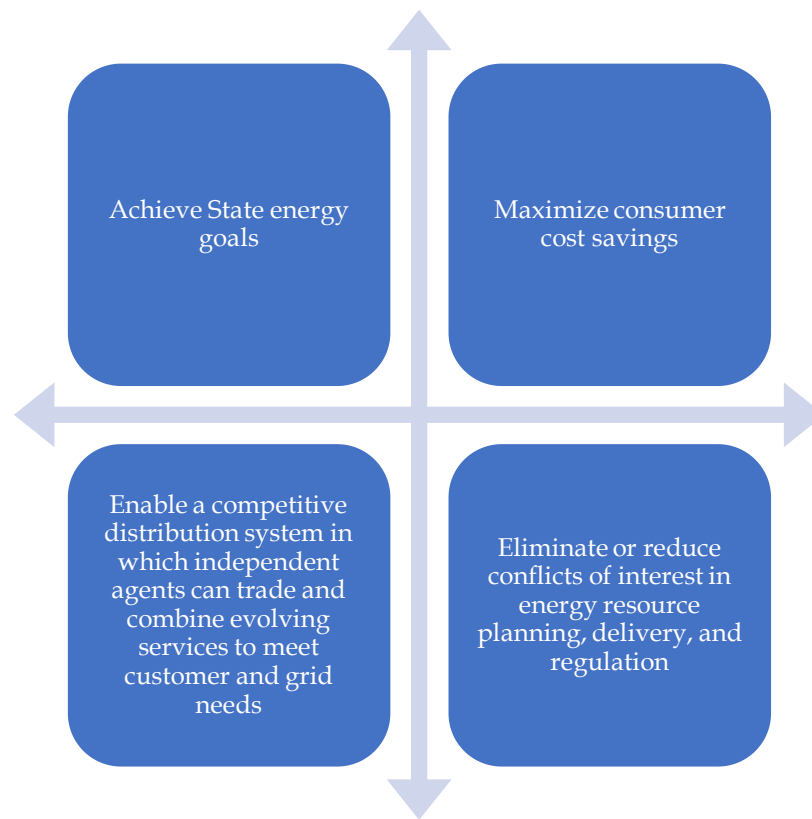 Achieve State energy
goals
Maximize consumer
cost savings
Enable a competitive
distribution system in
which independent
agents can trade and
combine evolving
services to meet
customer and grid
needs
Eliminate or reduce
conflicts of interest in
energy resource
planning, delivery, and
regulation